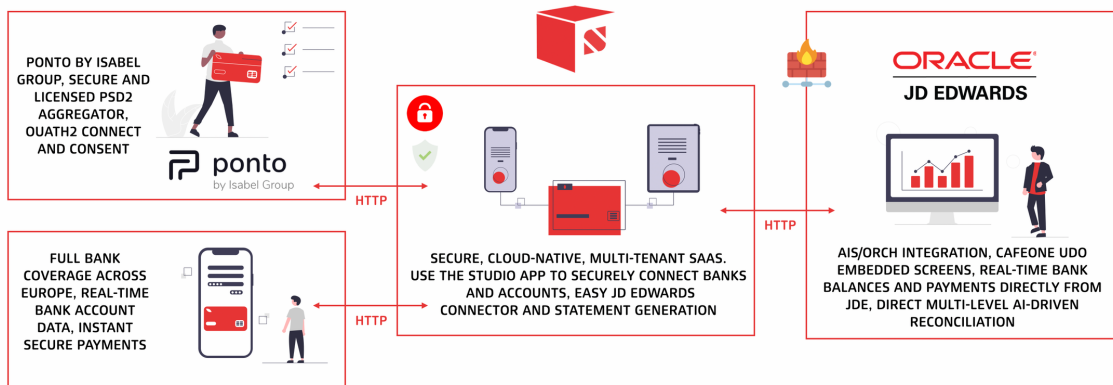 PONTO BY ISABEL
GROUP, SECURE AND
LICENSED PSD2
AGGREGATOR,
OUATH2 CONNECT
AND CONSENT
ponto
by Isabel Group
HTTP
FULL BANK
COVERAGE ACROSS
EUROPE, REAL-TIME
BANK ACCOUNT
DATA, INSTANT
SECURE PAYMENTS
HTTP
S
SECURE, CLOUD-NATIVE, MULTI-TENANT SAAS.
USE THE STUDIO APP TO SECURELY CONNECT BANKS
AND ACCOUNTS, EASY JD EDWARDS
CONNECTOR AND STATEMENT GENERATION
HTTP
ORACLE®
JD EDWARDS
AIS/ORCH INTEGRATION, CAFEONE UDO
EMBEDDED SCREENS, REAL-TIME BANK
BALANCES AND PAYMENTS DIRECTLY FROM
JDE, DIRECT MULTI-LEVEL AI-DRIVEN
RECONCILIATION